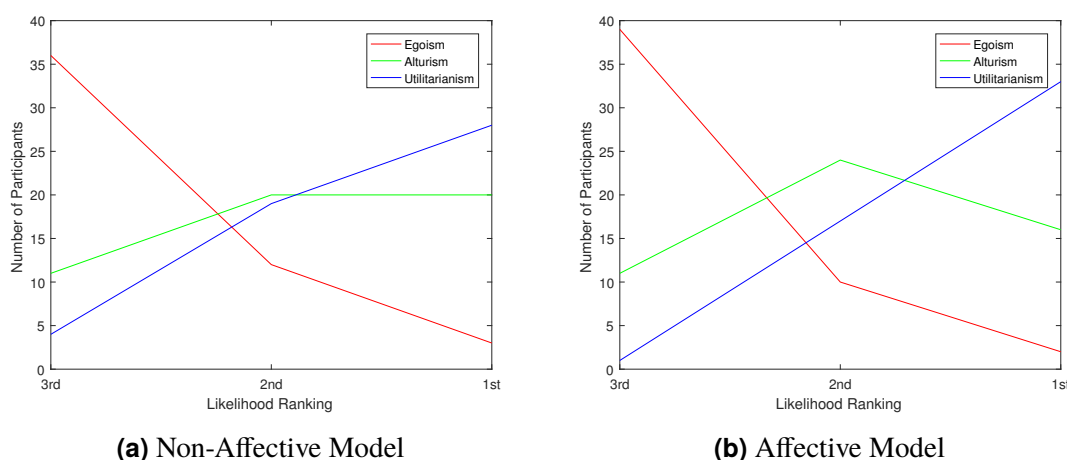 40
35
30
25
20
15
10
5
0
Number of Participants
Egoism
Alturism
Utilitarianism
3rd 2nd 1st
Likelihood Ranking
(a) Non-Affective Model
40
35
30
25
20
15
10
5
0
Number of Participants
Egoism
Alturism
Utilitarianism
3rd 2nd 1st
Likelihood Ranking
(b) Affective Model